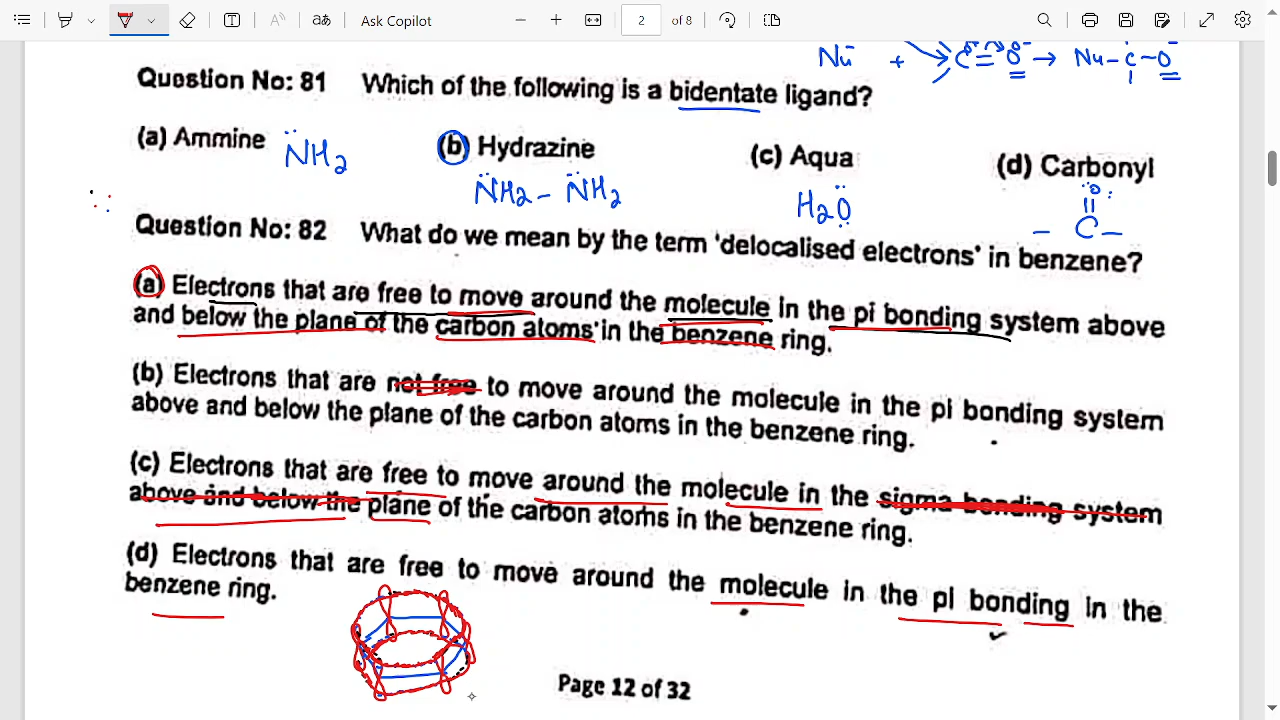 Ask Copilot
2 of 8
Nu⁻ + C=O → Nu-C-O⁻
Question No: 81 Which of the following is a bidentate ligand?
(a) Ammine (b) Hydrazine (c) Aqua (d) Carbonyl
NH2 NH2 - NH2 H2O O
- C -
Question No: 82 What do we mean by the term 'delocalised electrons' in benzene?
(a) Electrons that are free to move around the molecule in the pi bonding system above
and below the plane of the carbon atoms in the benzene ring.
(b) Electrons that are not free to move around the molecule in the pi bonding system
above and below the plane of the carbon atoms in the benzene ring.
(c) Electrons that are free to move around the molecule in the sigma bonding system
above and below the plane of the carbon atoms in the benzene ring.
(d) Electrons that are free to move around the molecule in the pi bonding in the
benzene ring.
Page 12 of 32